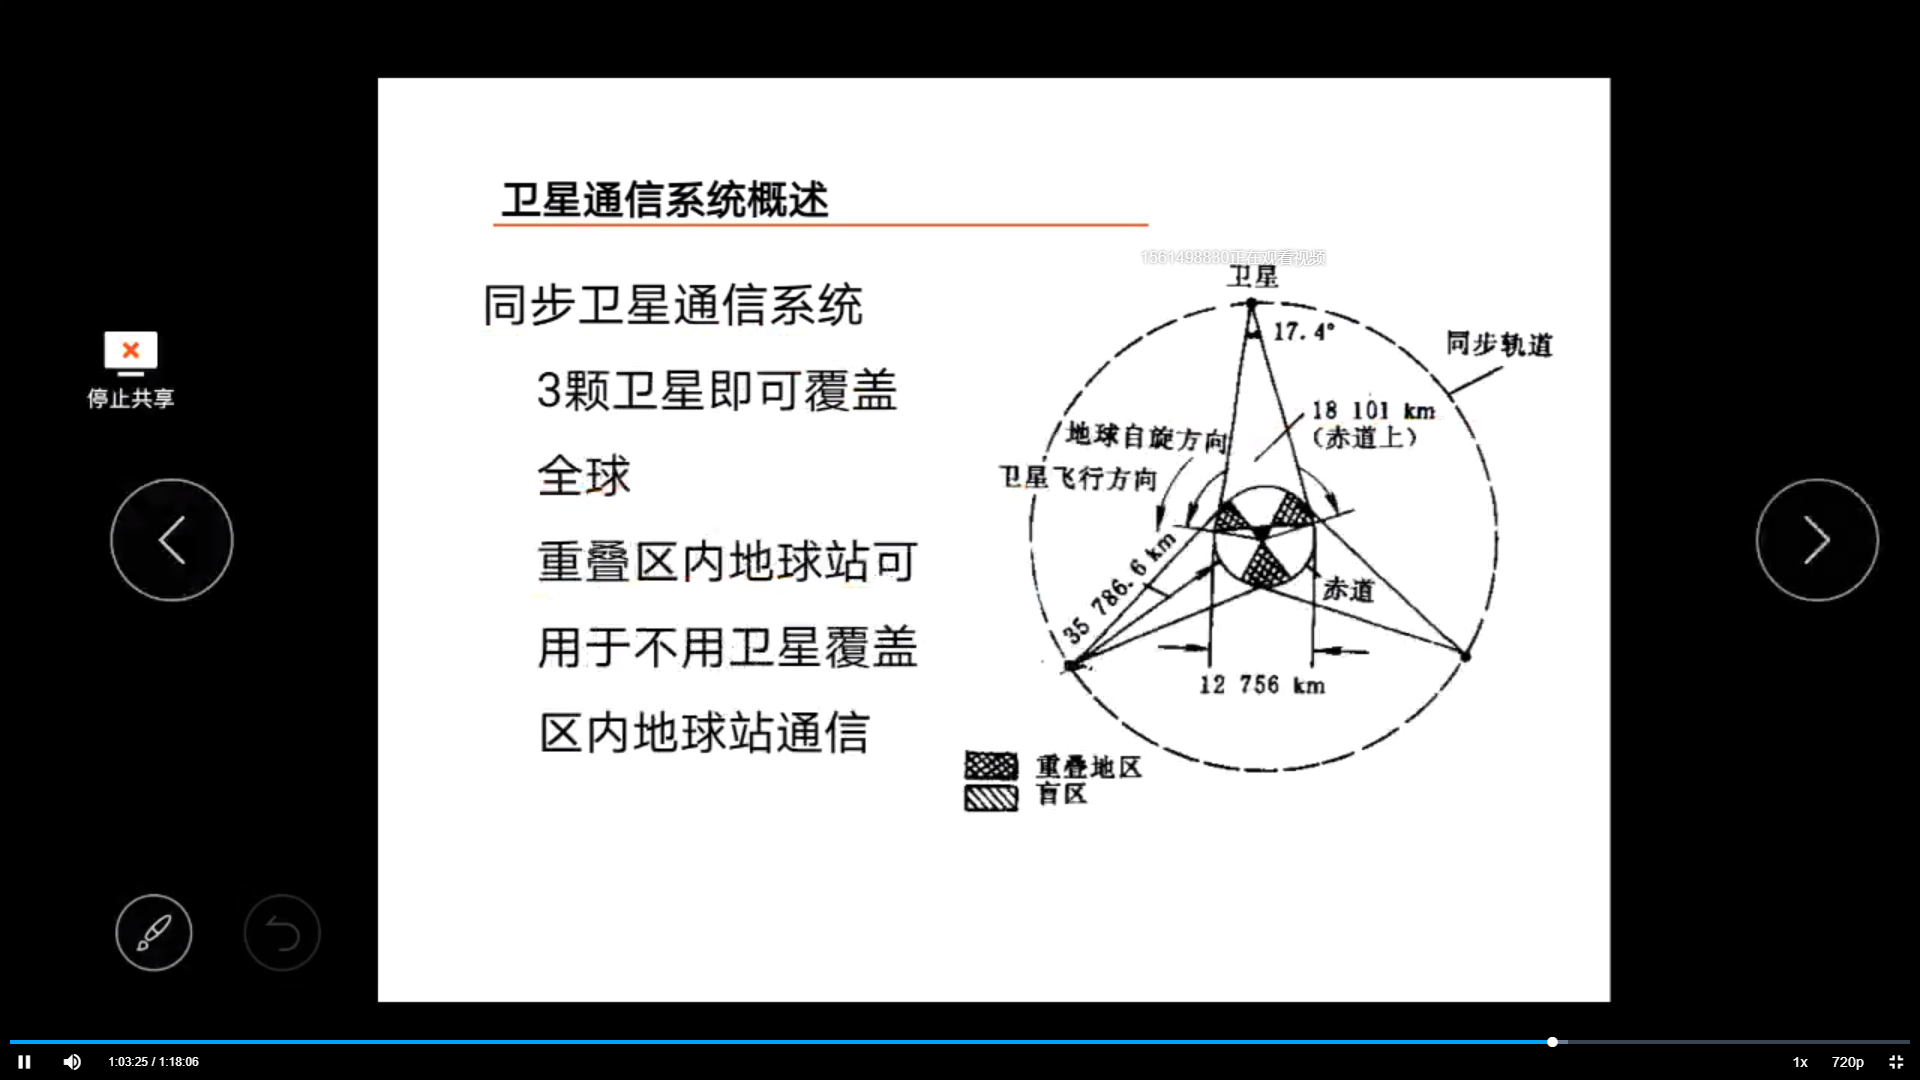 卫星通信系统概述
1561498830正在观看视频
卫星
同步卫星通信系统
17.4°
同步轨道
停止共享
3颗卫星即可覆盖
18 101 km
(赤道上)
地球自旋方向
全球
卫星飞行方向
重叠区内地球站可
35 786.6 km
赤道
用于不用卫星覆盖
12 756 km
区内地球站通信
重叠地区
盲区
1:03:25 / 1:18:06
1x
720p